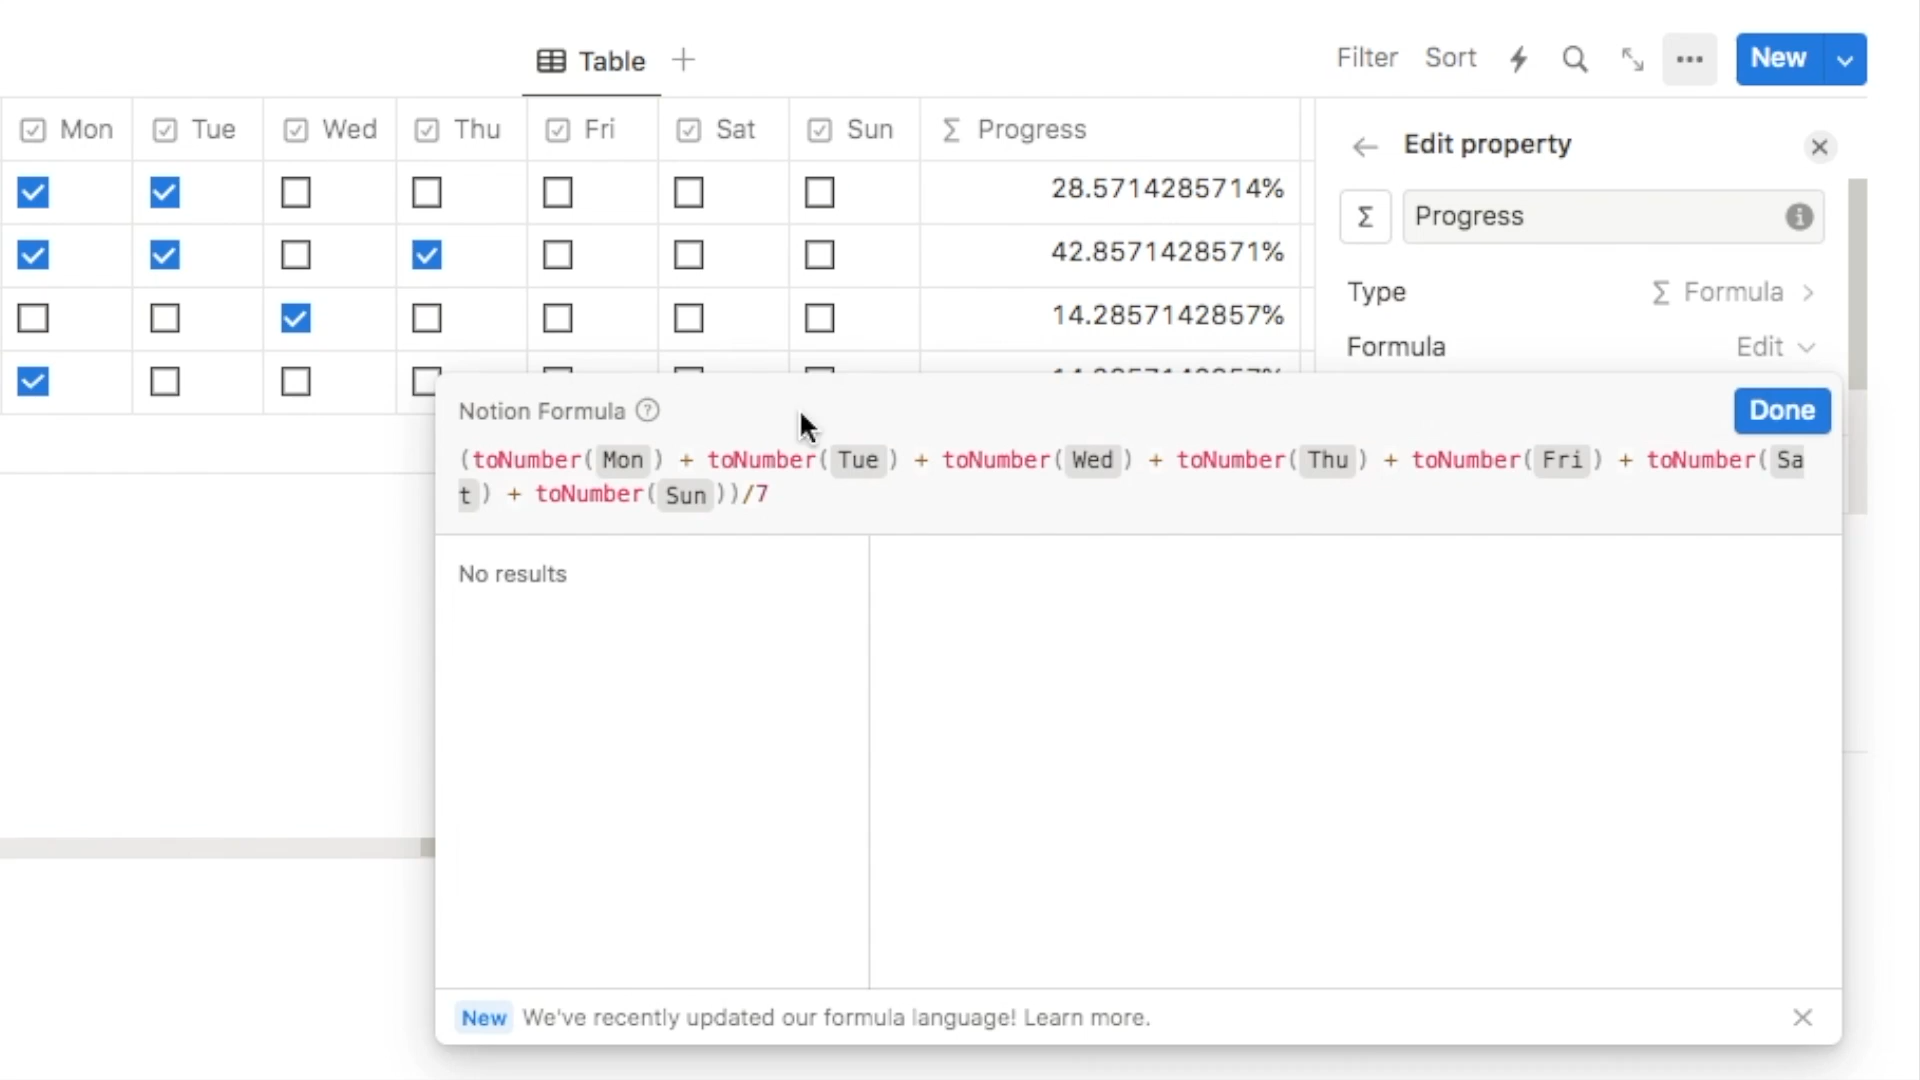 Table
Filter Sort New
Mon Tue Wed Thu Fri Sat Sun Σ Progress
Edit property
28.5714285714%
Σ Progress
42.8571428571%
Type Σ Formula
14.2857142857%
Formula Edit
Notion Formula ?
Done
(toNumber( Mon ) + toNumber( Tue ) + toNumber( Wed ) + toNumber( Thu ) + toNumber( Fri ) + toNumber( Sa
t ) + toNumber( Sun ))/7
No results
New We've recently updated our formula language! Learn more.